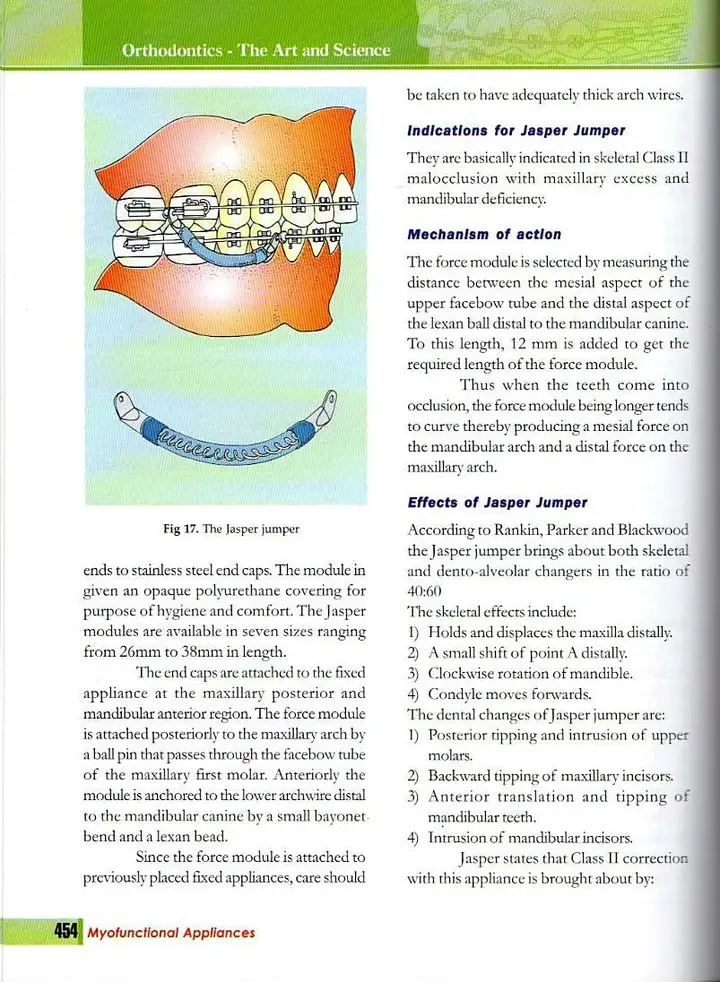 Orthodontics - The Art and Science
Fig 17. The Jasper jumper
ends to stainless steel end caps. The module in
given an opaque polyurethane covering for
purpose of hygiene and comfort. The Jasper
modules are available in seven sizes ranging
from 26mm to 38mm in length.
The end caps are attached to the fixed
appliance at the maxillary posterior and
mandibular anterior region. The force module
is attached posteriorly to the maxillary arch by
a ball pin that passes through the facebow tube
of the maxillary first molar. Anteriorly the
module is anchored to the lower archwire distal
to the mandibular canine by a small bayonet
bend and a lexan bead.
Since the force module is attached to
previously placed fixed appliances, care should
be taken to have adequately thick arch wires.
Indications for Jasper Jumper
They are basically indicated in skeletal Class II
malocclusion with maxillary excess and
mandibular deficiency.
Mechanism of action
The force module is selected by measuring the
distance between the mesial aspect of the
upper facebow tube and the distal aspect of
the lexan ball distal to the mandibular canine.
To this length, 12 mm is added to get the
required length of the force module.
Thus when the teeth come into
occlusion, the force module being longer tends
to curve thereby producing a mesial force on
the mandibular arch and a distal force on the
maxillary arch.
Effects of Jasper Jumper
According to Rankin, Parker and Blackwood
the Jasper jumper brings about both skeletal
and dento-alveolar changers in the ratio of
40:60
The skeletal effects include:
1) Holds and displaces the maxilla distally.
2) A small shift of point A distally.
3) Clockwise rotation of mandible.
4) Condyle moves forwards.
The dental changes of Jasper jumper are:
1) Posterior tipping and intrusion of upper
molars.
2) Backward tipping of maxillary incisors.
3) Anterior translation and tipping of
mandibular teeth.
4) Intrusion of mandibular incisors.
Jasper states that Class II correction
with this appliance is brought about by:
454 Myofunctional Appliances